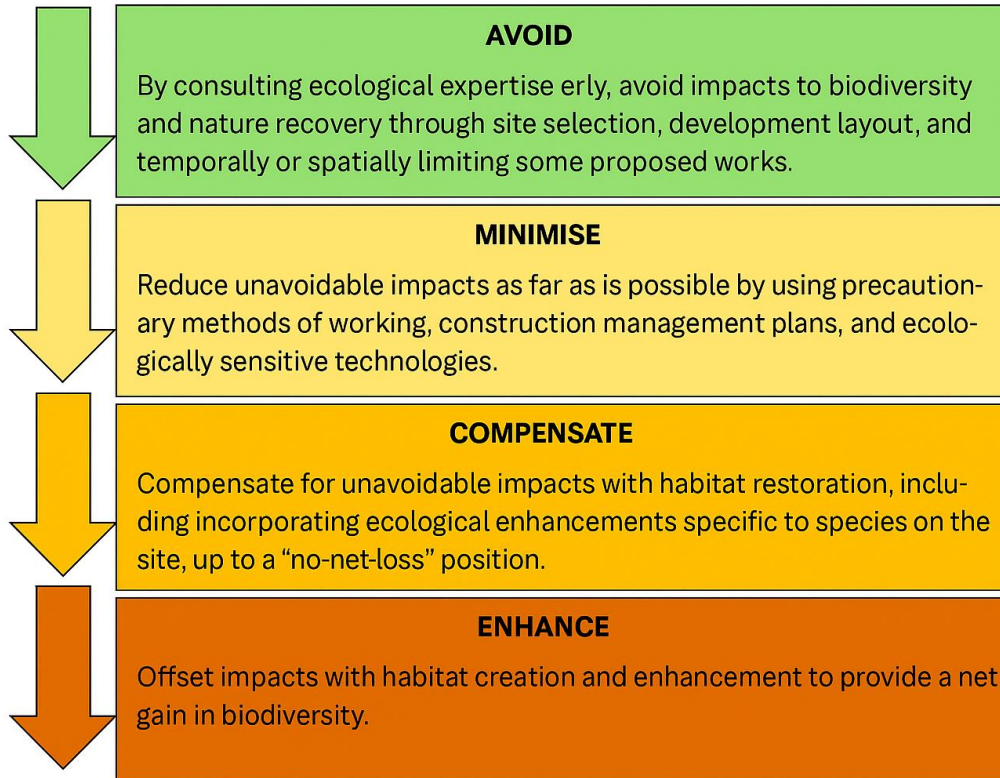 AVOID
By consulting ecological expertise erly, avoid impacts to biodiversity
and nature recovery through site selection, development layout, and
temporally or spatially limiting some proposed works.
MINIMISE
Reduce unavoidable impacts as far as is possible by using precaution-
ary methods of working, construction management plans, and ecolo-
gically sensitive technologies.
COMPENSATE
Compensate for unavoidable impacts with habitat restoration, inclu-
ding incorporating ecological enhancements specific to species on the
site, up to a “no-net-loss” position.
ENHANCE
Offset impacts with habitat creation and enhancement to provide a net
gain in biodiversity.